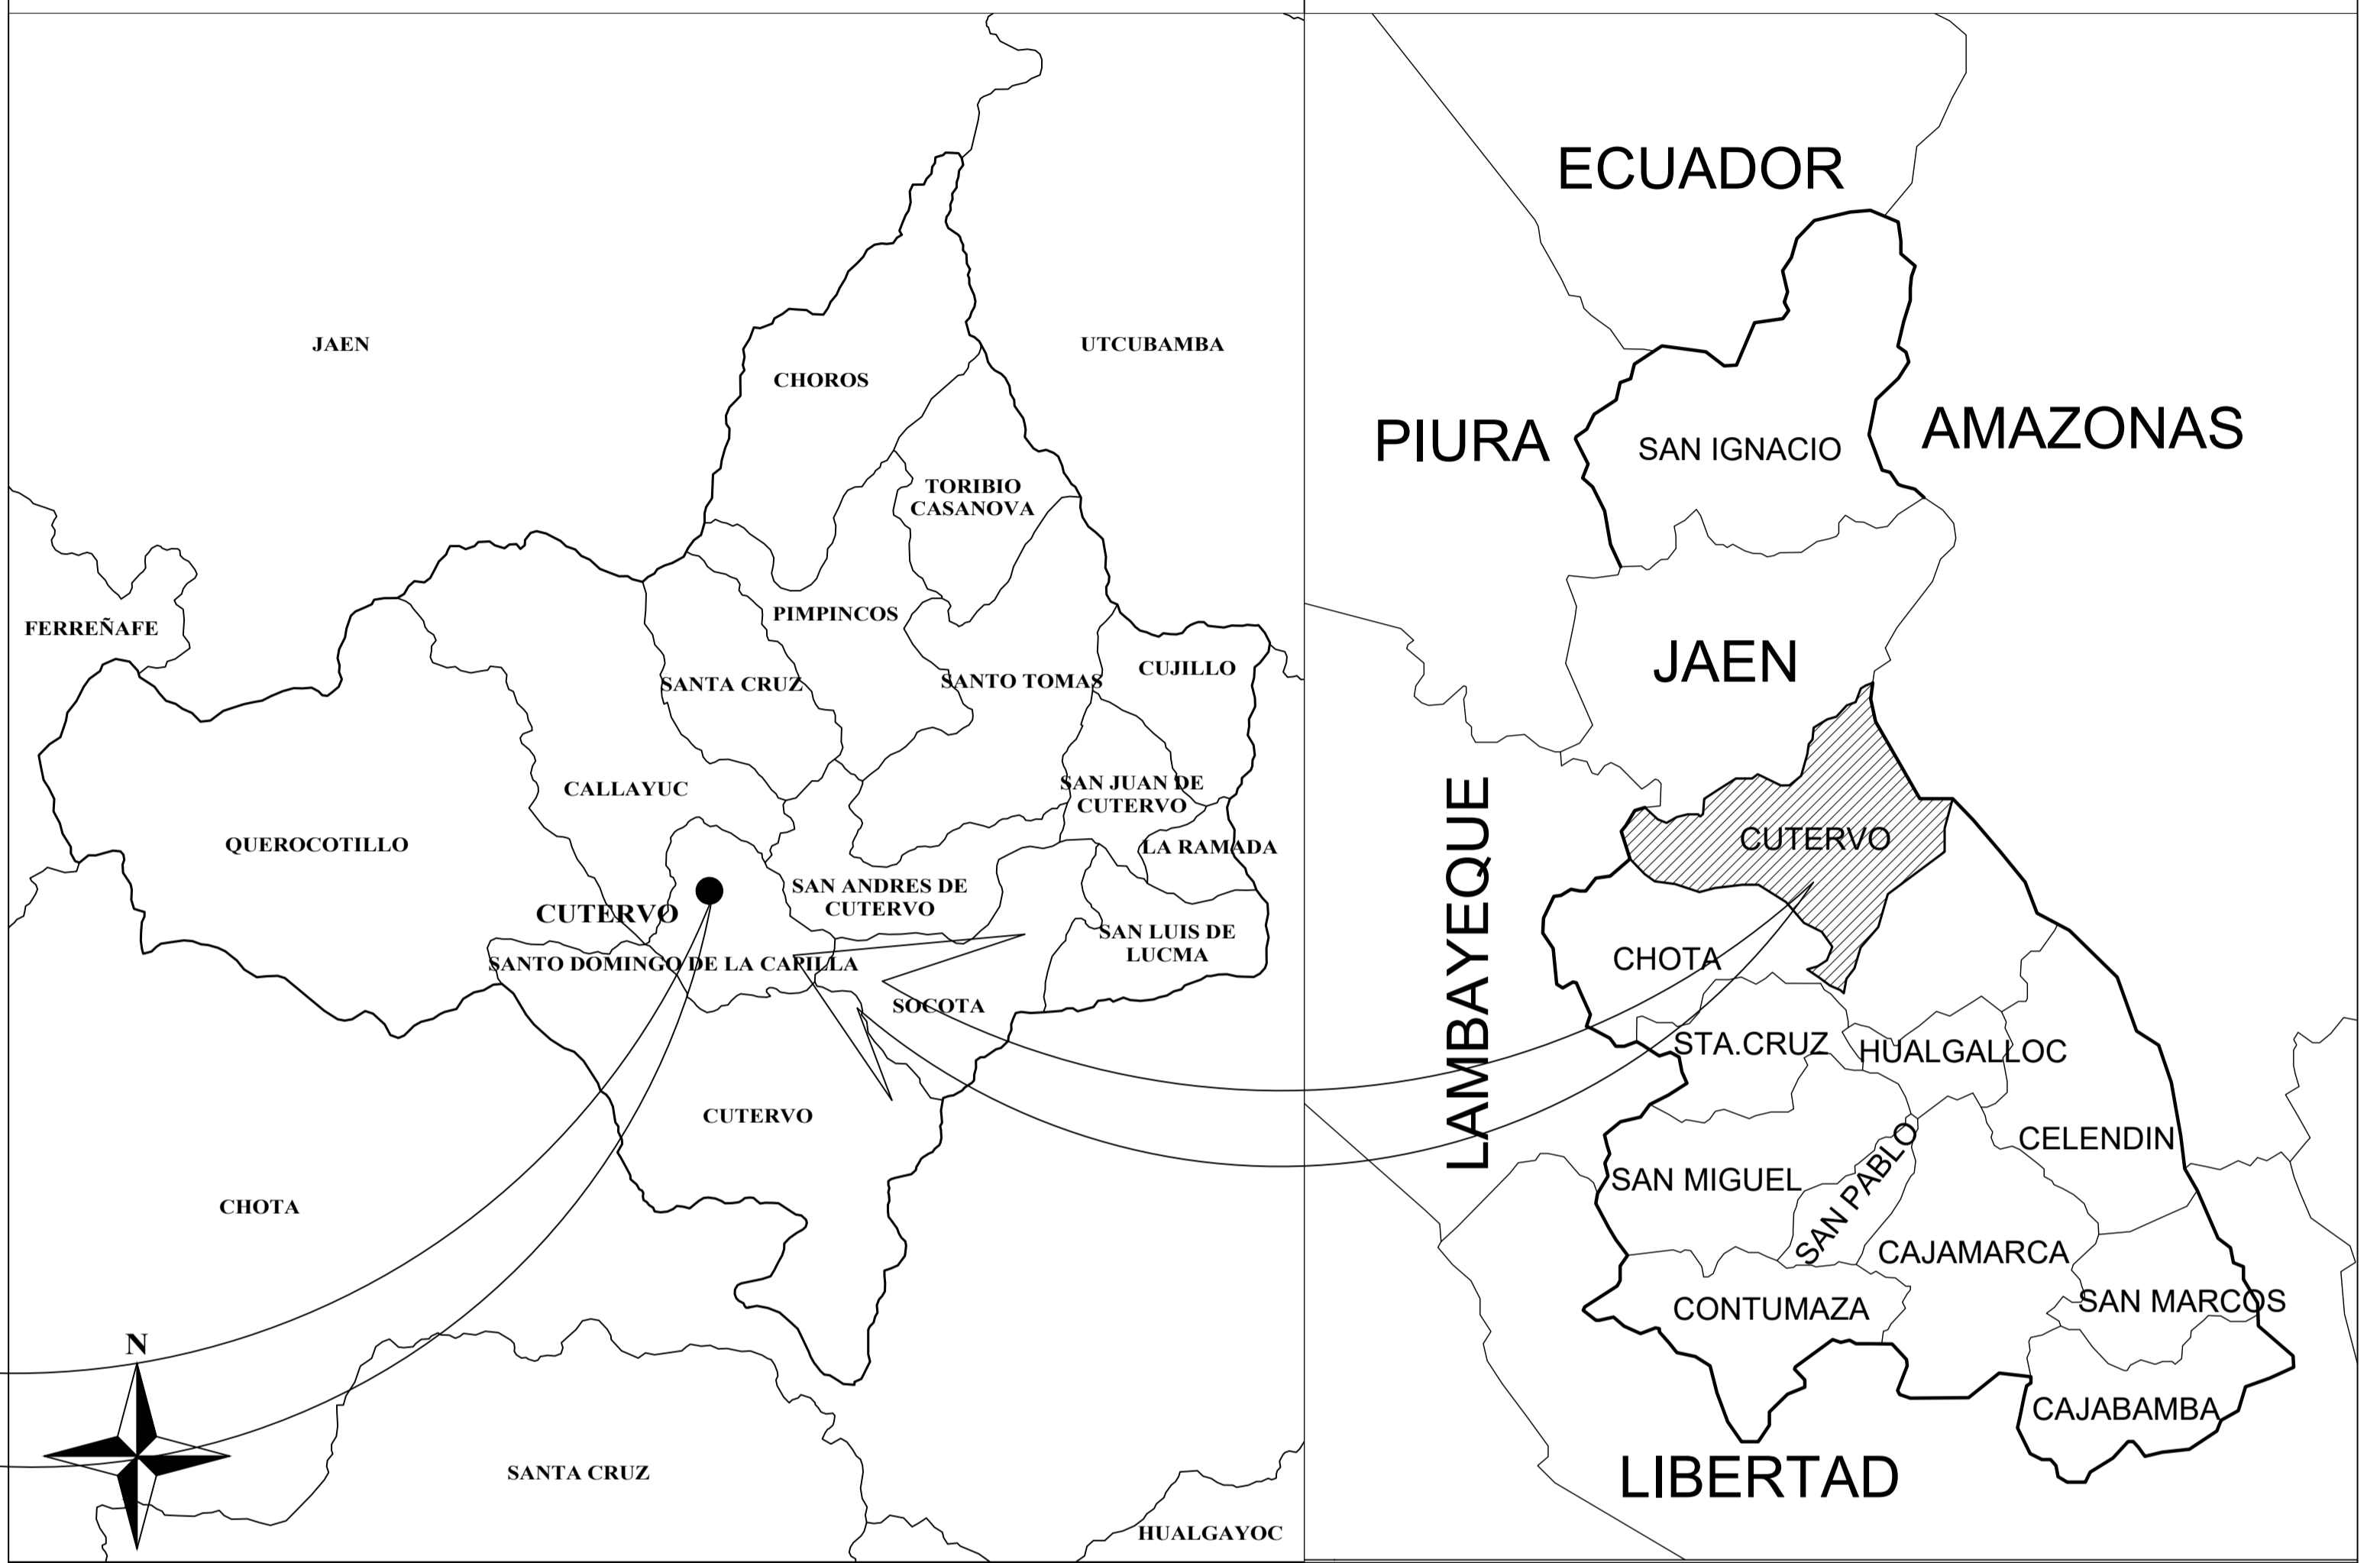 JAEN
UTCUBAMBA
CHOROS
TORIBIO
CASANOVA
FERREÑAFE
PIMPINCOS
SANTA CRUZ
SANTO TOMAS
CUJILLO
CALLAYUC
SAN JUAN DE
CUTERVO
QUEROCOTILLO
LA RAMADA
SAN ANDRES DE
CUTERVO
CUTERVO
SAN LUIS DE
LUCMA
SANTO DOMINGO DE LA CAPILLA
SOCOTA
CUTERVO
CHOTA
N
SANTA CRUZ
HUALGAYOC
ECUADOR
PIURA
AMAZONAS
SAN IGNACIO
JAEN
LAMBAYEQUE
CUTERVO
CHOTA
STA.CRUZ
HUALGALLOC
CELENDIN
SAN MIGUEL
SAN PABLO
CAJAMARCA
CONTUMAZA
SAN MARCOS
CAJABAMBA
LIBERTAD